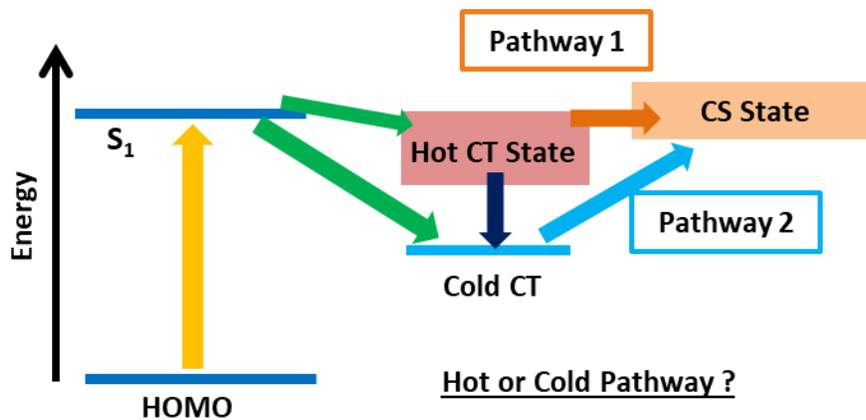 Pathway 1
CS State
S₁
Hot CT State
Pathway 2
Energy
Cold CT
Hot or Cold Pathway ?
HOMO